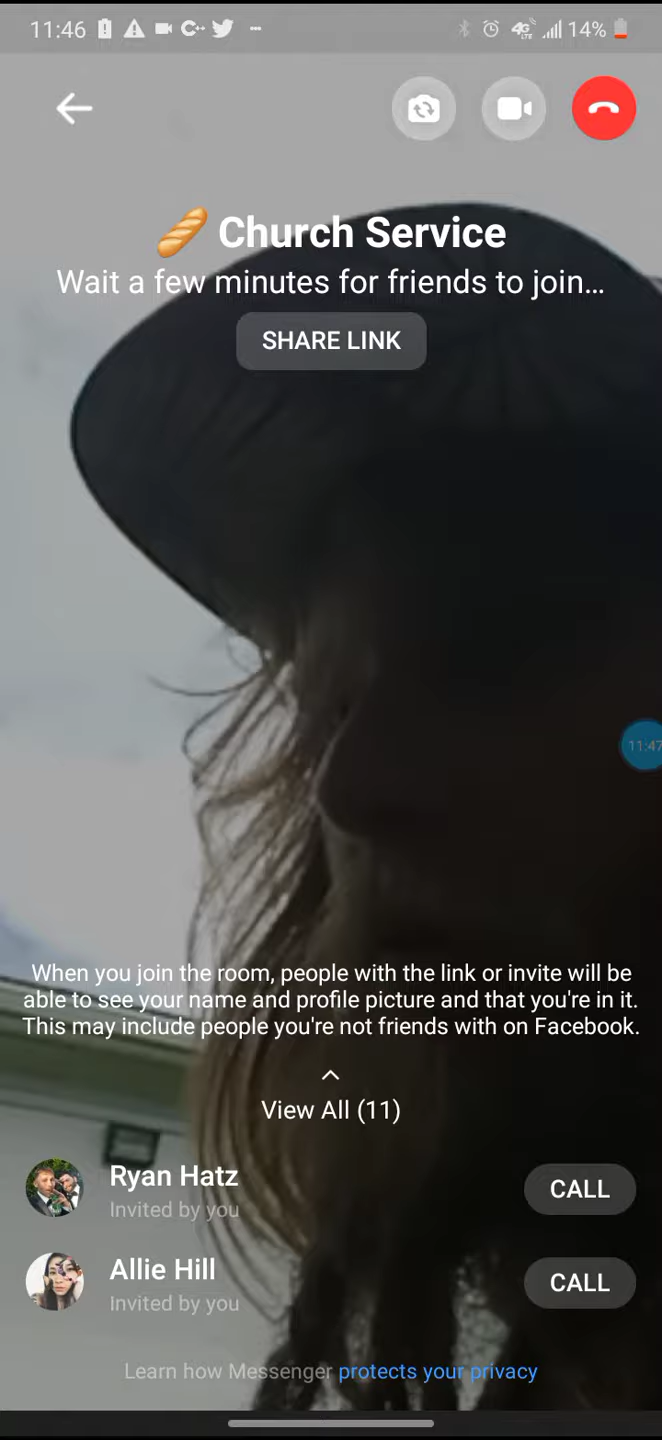 11:46 14%
Church Service
Wait a few minutes for friends to join...
SHARE LINK
11:47
When you join the room, people with the link or invite will be
able to see your name and profile picture and that you're in it.
This may include people you're not friends with on Facebook.
View All (11)
Ryan Hatz
Invited by you
CALL
Allie Hill
Invited by you
CALL
Learn how Messenger protects your privacy